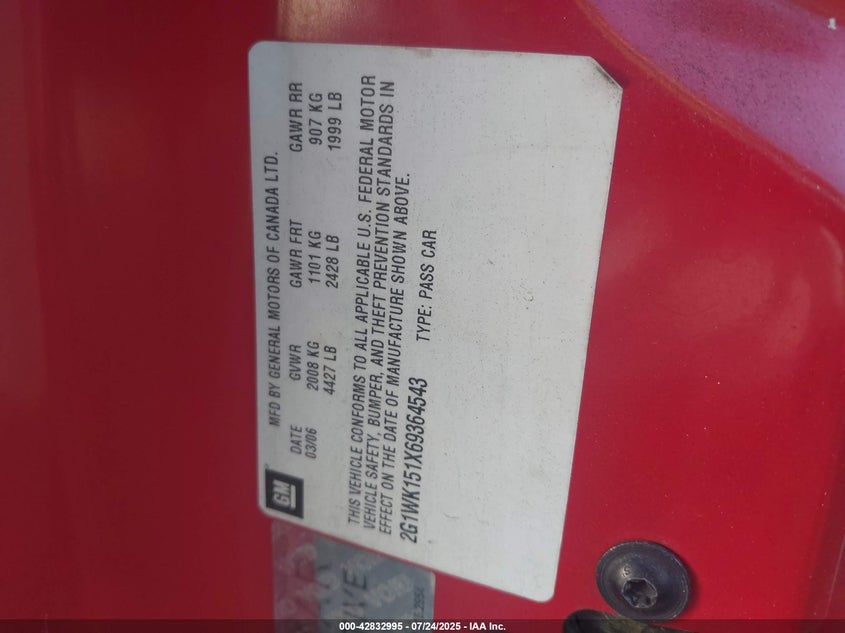 GM
MFD BY GENERAL MOTORS OF CANADA LTD.
DATE GVWR GAWR FRT GAWR RR
03/06 2008 KG 1101 KG 907 KG
4427 LB 2428 LB 1999 LB
THIS VEHICLE CONFORMS TO ALL APPLICABLE U.S. FEDERAL MOTOR
VEHICLE SAFETY, BUMPER, AND THEFT PREVENTION STANDARDS IN
EFFECT ON THE DATE OF MANUFACTURE SHOWN ABOVE.
2G1WK151X69364543 TYPE: PASS CAR
000-42832995 - 07/24/2025 - IAA Inc.